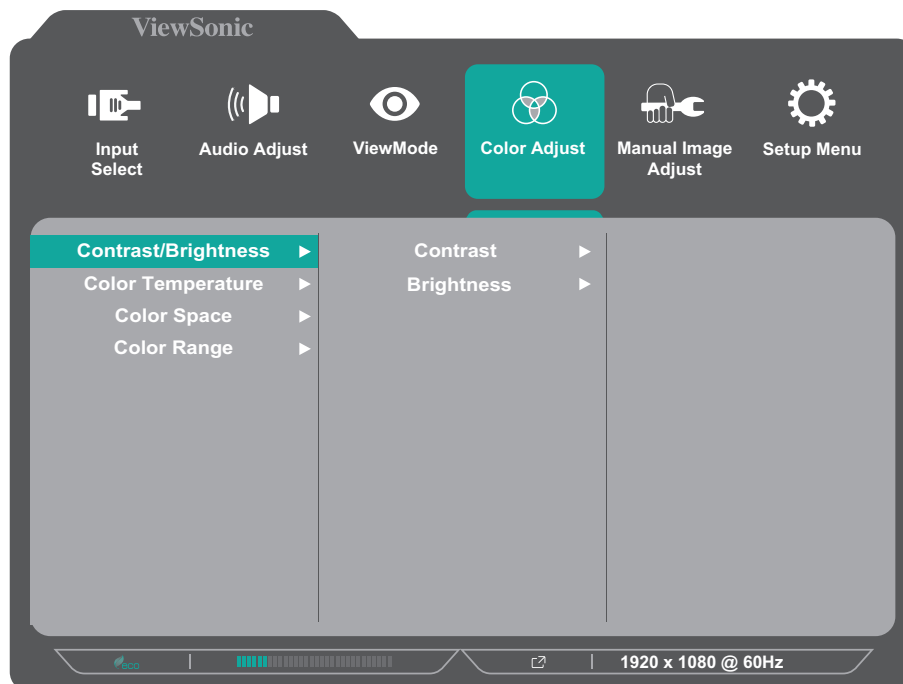 ViewSonic
Input
Select
Audio Adjust
ViewMode
Color Adjust
Manual Image
Adjust
Setup Menu
Contrast/Brightness
Color Temperature
Color Space
Color Range
Contrast
Brightness
eco
1920 x 1080 @ 60Hz